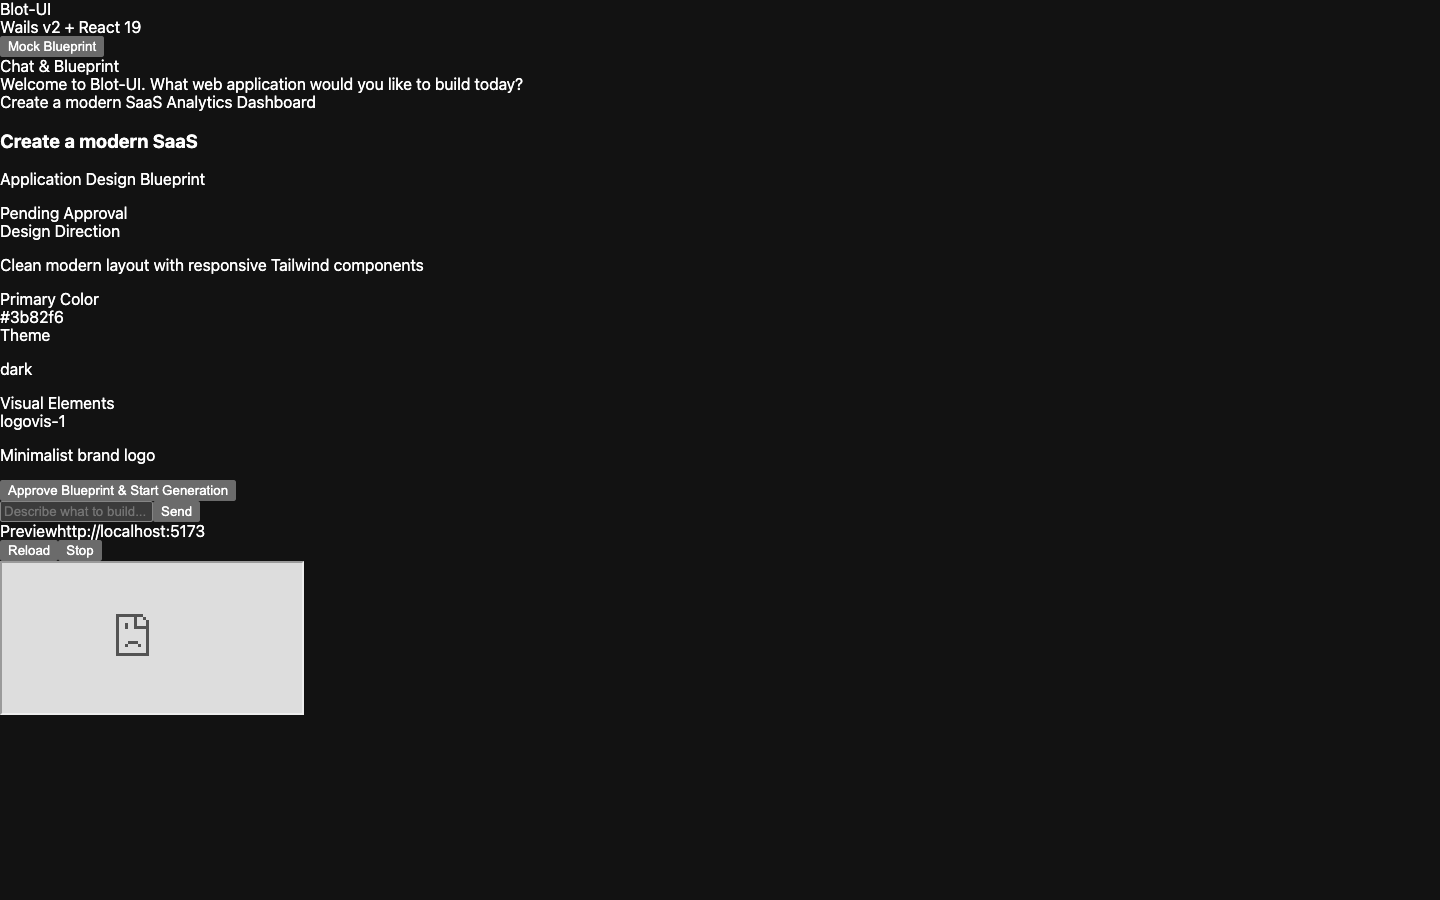 Blot-UI
Wails v2 + React 19
Mock Blueprint
Chat & Blueprint
Welcome to Blot-UI. What web application would you like to build today?
Create a modern SaaS Analytics Dashboard
Create a modern SaaS
Application Design Blueprint
Pending Approval
Design Direction
Clean modern layout with responsive Tailwind components
Primary Color
#3b82f6
Theme
dark
Visual Elements
logovis-1
Minimalist brand logo
Approve Blueprint & Start Generation
Describe what to build... Send
Previewhttp://localhost:5173
Reload Stop